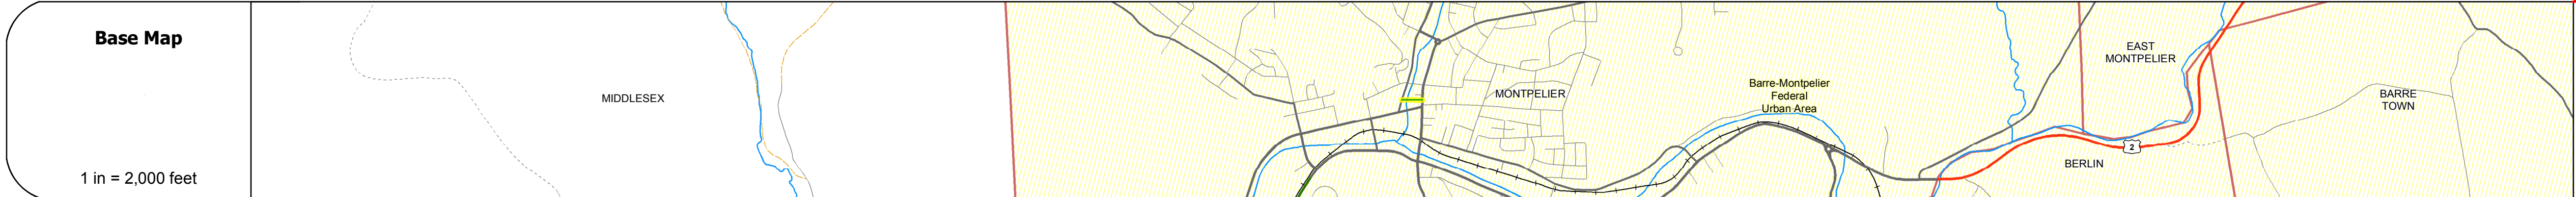 Base Map
1 in = 2,000 feet
MIDDLESEX
MONTPELIER
Barre-Montpelier
Federal
Urban Area
EAST
MONTPELIER
2
BERLIN
BARRE
TOWN